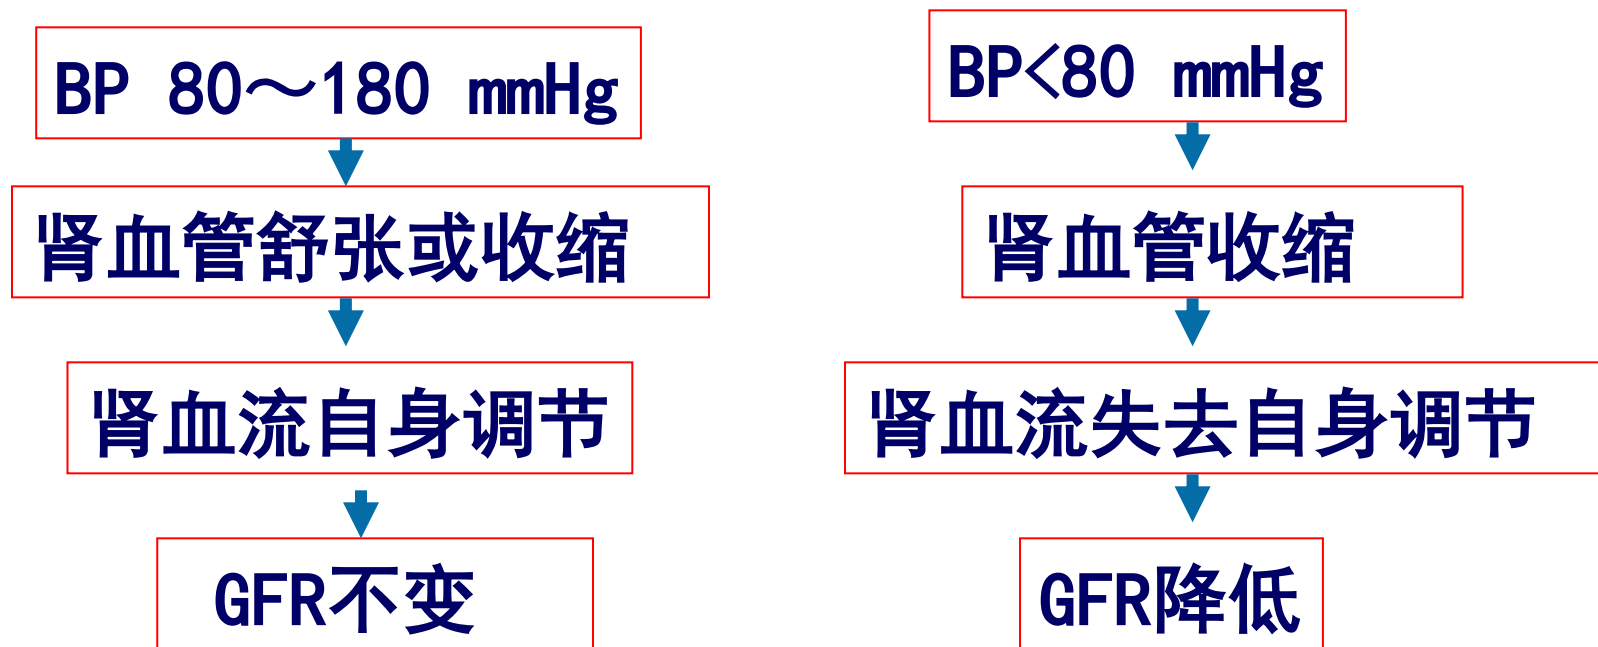 BP 80～180 mmHg
肾血管舒张或收缩
肾血流自身调节
GFR不变
BP<80 mmHg
肾血管收缩
肾血流失去自身调节
GFR降低